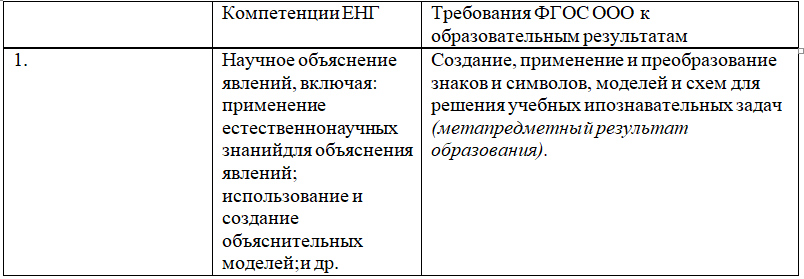 Компетенции ЕНГ
Требования ФГОС ООО к
образовательным результатам
1.
Научное объяснение
явлений, включая:
применение
естественнонаучных
знанийдля объяснения
явлений;
использование и
создание
объяснительных
моделей;и др.
Создание, применение и преобразование
знаков и символов, моделей и схем для
решения учебных ипознавательных задач
(метапредметный результат
образования).